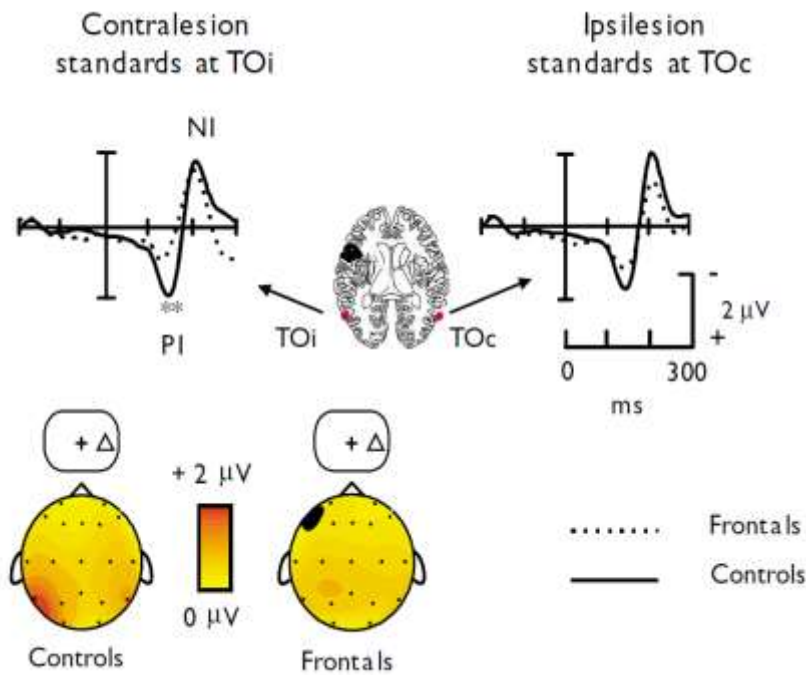 Contralesion
standards at TOi
Ipsilesion
standards at TOc
NI
**
PI
TOi
TOc
-
2 μV
+
0 300
ms
+ Δ
+ Δ
+ 2 μV
0 μV
Controls
Frontals
Frontals
Controls